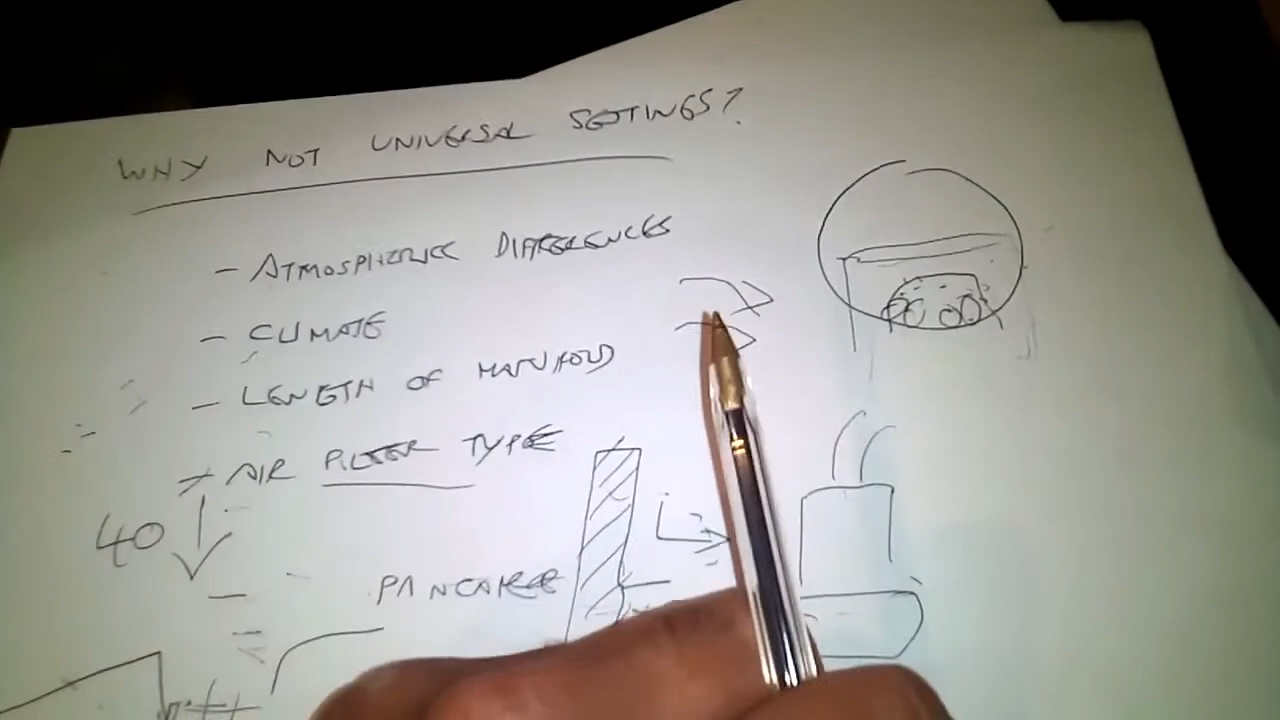 WHY NOT UNIVERSAL SETTINGS?
- ATMOSPHERIC DIFFERENCES
- CLIMATE
- LENGTH OF MANIFOLD
- AIR FILTER TYPE
40
PANCAKE